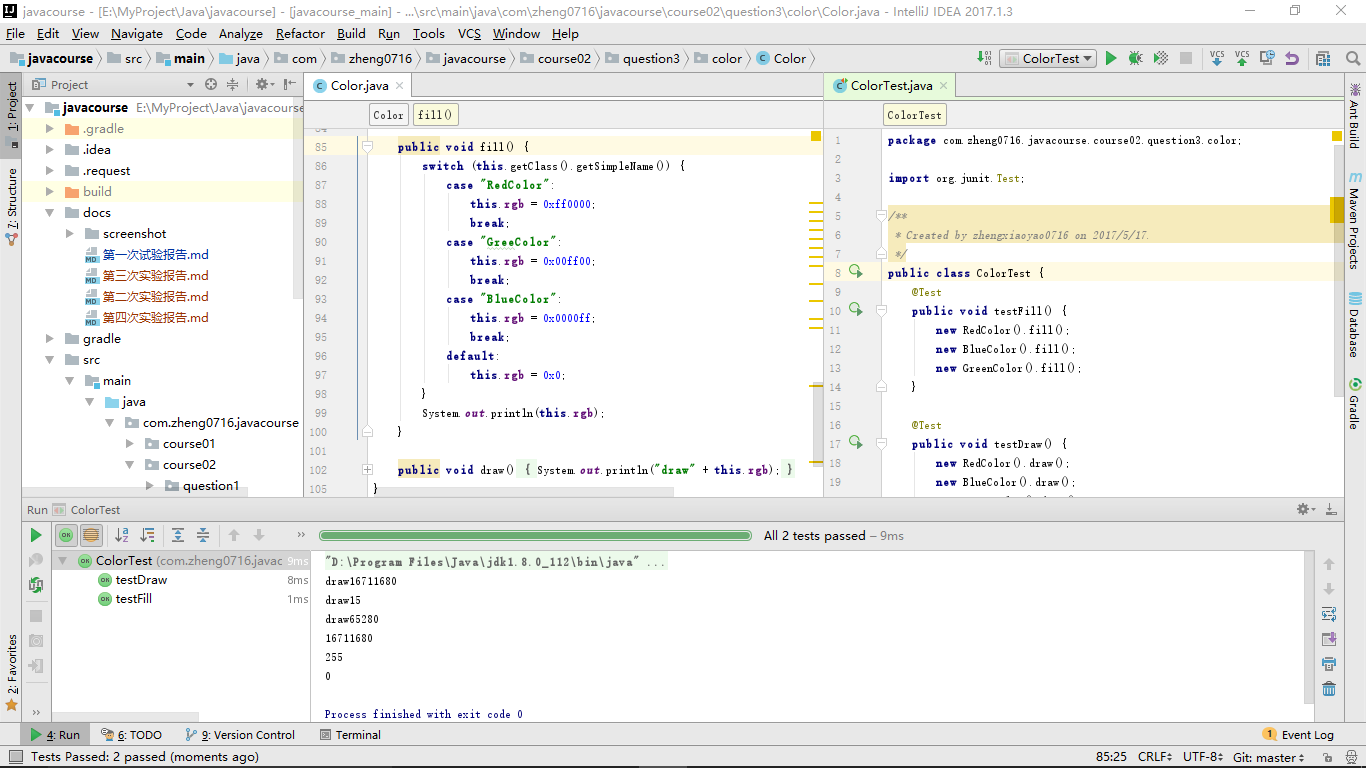 javacourse - [E:\MyProject\Java\javacourse] - [javacourse_main] - ...\src\main\java\com\zheng0716\javacourse\course02\question3\color\Color.java - IntelliJ IDEA 2017.1.3
File Edit View Navigate Code Analyze Refactor Build Run Tools VCS Window Help
javacourse src main java com zheng0716 javacourse course02 question3 color Color ColorTest VCS VCS
1: Project
7: Structure
2: Favorites
Project
javacourse E:\MyProject\Java\javacourse
.gradle
.idea
.request
build
docs
screenshot
第一次试验报告.md
第三次实验报告.md
第二次实验报告.md
第四次实验报告.md
gradle
src
main
java
com.zheng0716.javacourse
course01
course02
question1
Color.java
Color fill()
85 public void fill() {
86 switch (this.getClass().getSimpleName()) {
87 case "RedColor":
88 this.rgb = 0xff0000;
89 break;
90 case "GreeColor":
91 this.rgb = 0x00ff00;
92 break;
93 case "BlueColor":
94 this.rgb = 0x0000ff;
95 break;
96 default:
97 this.rgb = 0x0;
98 }
99 System.out.println(this.rgb);
100 }
101
102 public void draw() { System.out.println("draw" + this.rgb); }
105 }
ColorTest.java
ColorTest
1 package com.zheng0716.javacourse.course02.question3.color;
2
3 import org.junit.Test;
4
5 /**
6 * Created by zhengxiaoyao0716 on 2017/5/17.
7 */
8 public class ColorTest {
9 @Test
10 public void testFill() {
11 new RedColor().fill();
12 new BlueColor().fill();
13 new GreenColor().fill();
14 }
15
16 @Test
17 public void testDraw() {
18 new RedColor().draw();
19 new BlueColor().draw();
Ant Build
Maven Projects
Database
Gradle
Run ColorTest
All 2 tests passed – 9ms
ColorTest (com.zheng0716.javac 9ms
testDraw 8ms
testFill 1ms
"D:\Program Files\Java\jdk1.8.0_112\bin\java" ...
draw16711680
draw15
draw65280
16711680
255
0
Process finished with exit code 0
4: Run 6: TODO 9: Version Control Terminal 1 Event Log
Tests Passed: 2 passed (moments ago) 85:25 CRLF UTF-8 Git: master